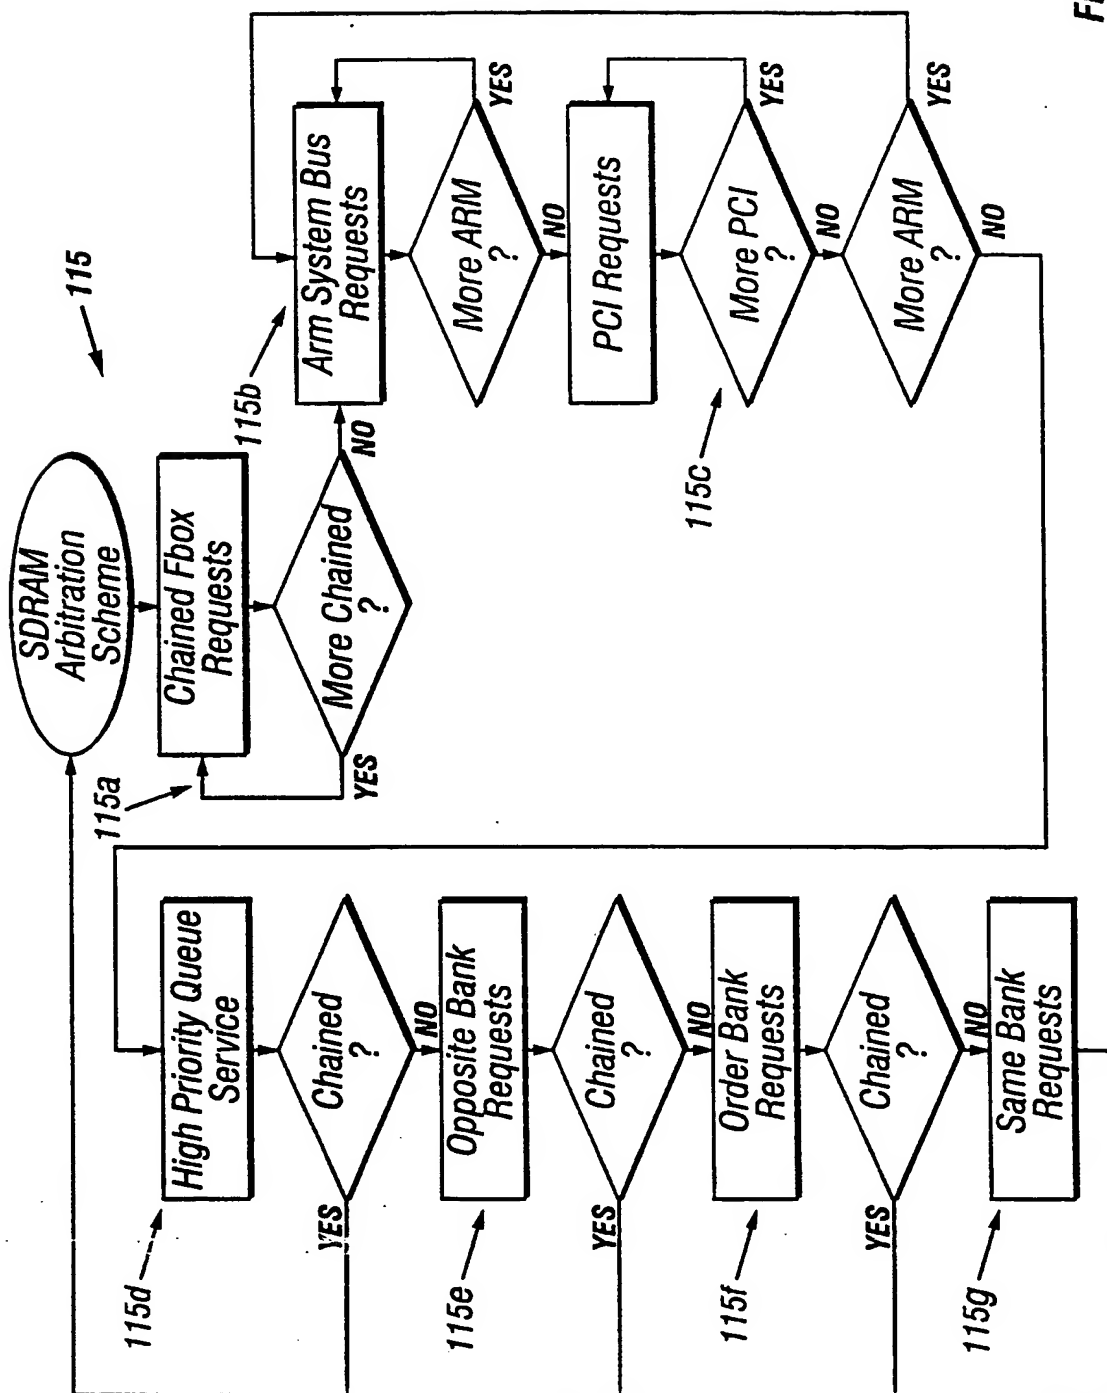 SDRAM
Arbitration
Scheme
115
115a
Chained Fbox
Requests
More Chained
?
YES
NO
115b
Arm System Bus
Requests
More ARM
?
YES
NO
PCI Requests
115c
More PCI
?
YES
NO
More ARM
?
YES
NO
115d
High Priority Queue
Service
Chained
?
YES
NO
115e
Opposite Bank
Requests
Chained
?
YES
NO
115f
Order Bank
Requests
Chained
?
YES
NO
115g
Same Bank
Requests